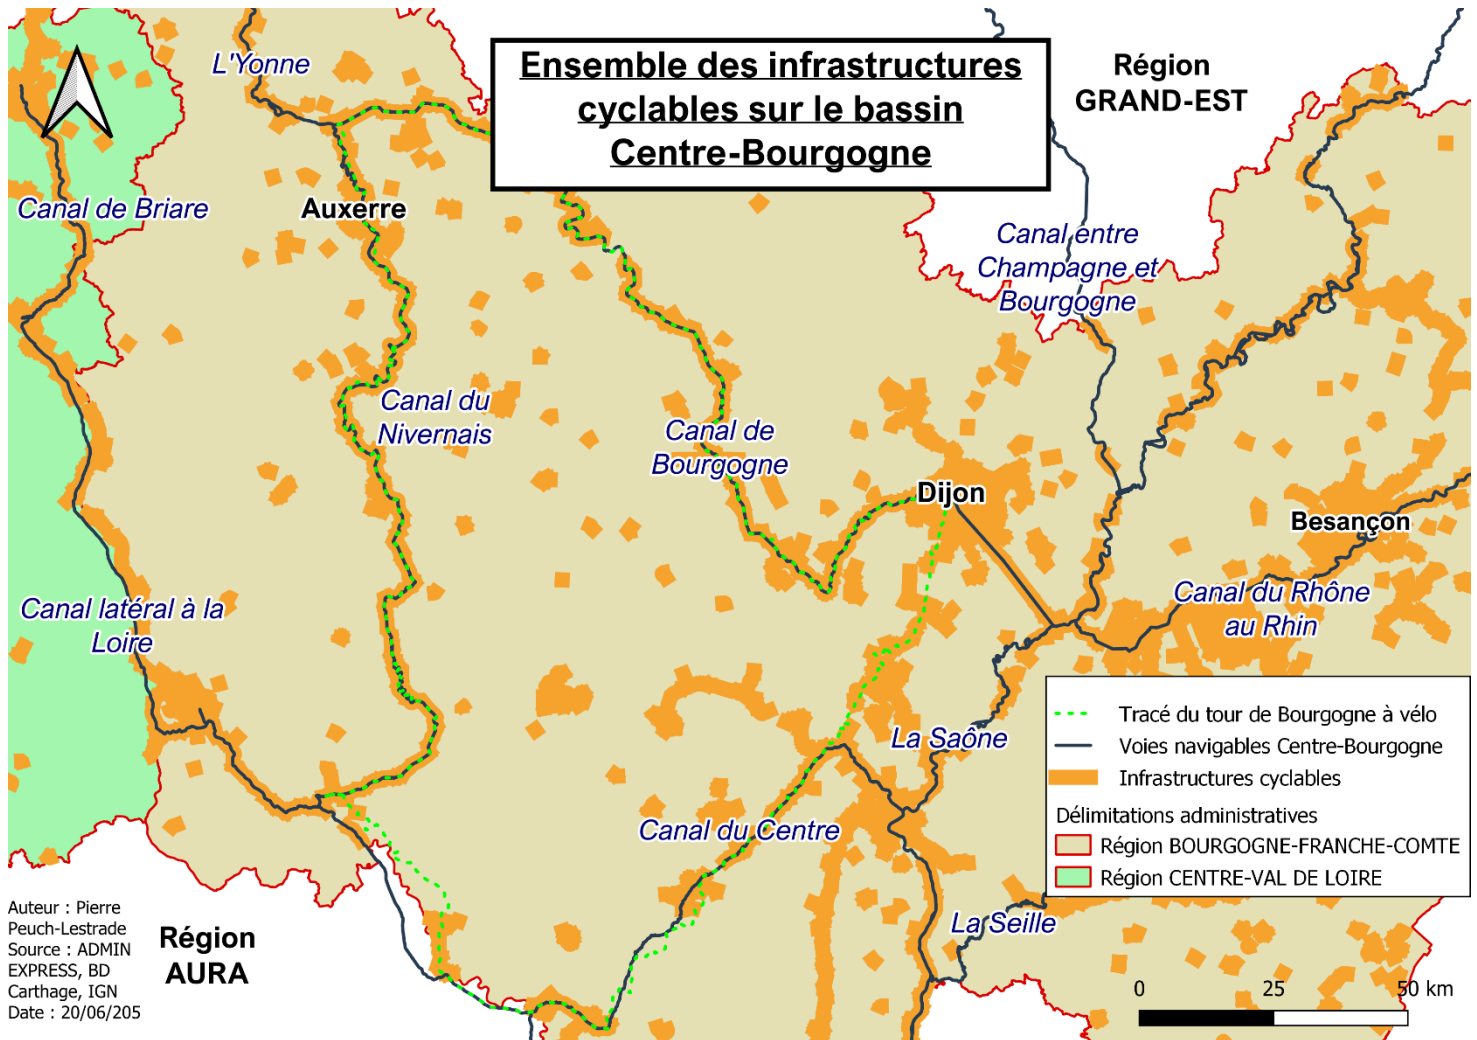 Ensemble des infrastructures
cyclables sur le bassin
Centre-Bourgogne
Région
GRAND-EST
L'Yonne
Canal de Briare
Auxerre
Canal entre
Champagne et
Bourgogne
Canal du
Nivernais
Canal de
Bourgogne
Dijon
Besançon
Canal latéral à la
Loire
Canal du Rhône
au Rhin
La Saône
Canal du Centre
La Seille
Région
AURA
Tracé du tour de Bourgogne à vélo
Voies navigables Centre-Bourgogne
Infrastructures cyclables
Délimitations administratives
Région BOURGOGNE-FRANCHE-COMTE
Région CENTRE-VAL DE LOIRE
Auteur : Pierre
Peuch-Lestrade
Source : ADMIN
EXPRESS, BD
Carthage, IGN
Date : 20/06/205
0 25 50 km